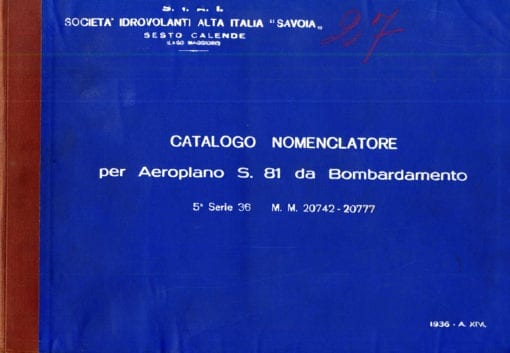 S. I. A. I.
SOCIETA' IDROVOLANTI ALTA ITALIA "SAVOIA„
SESTO CALENDE
(LAGO MAGGIORE)
27
CATALOGO NOMENCLATORE
per Aeroplano S. 81 da Bombardamento
5ª Serie 36 M. M. 20742-20777
1936 - A. XIV.